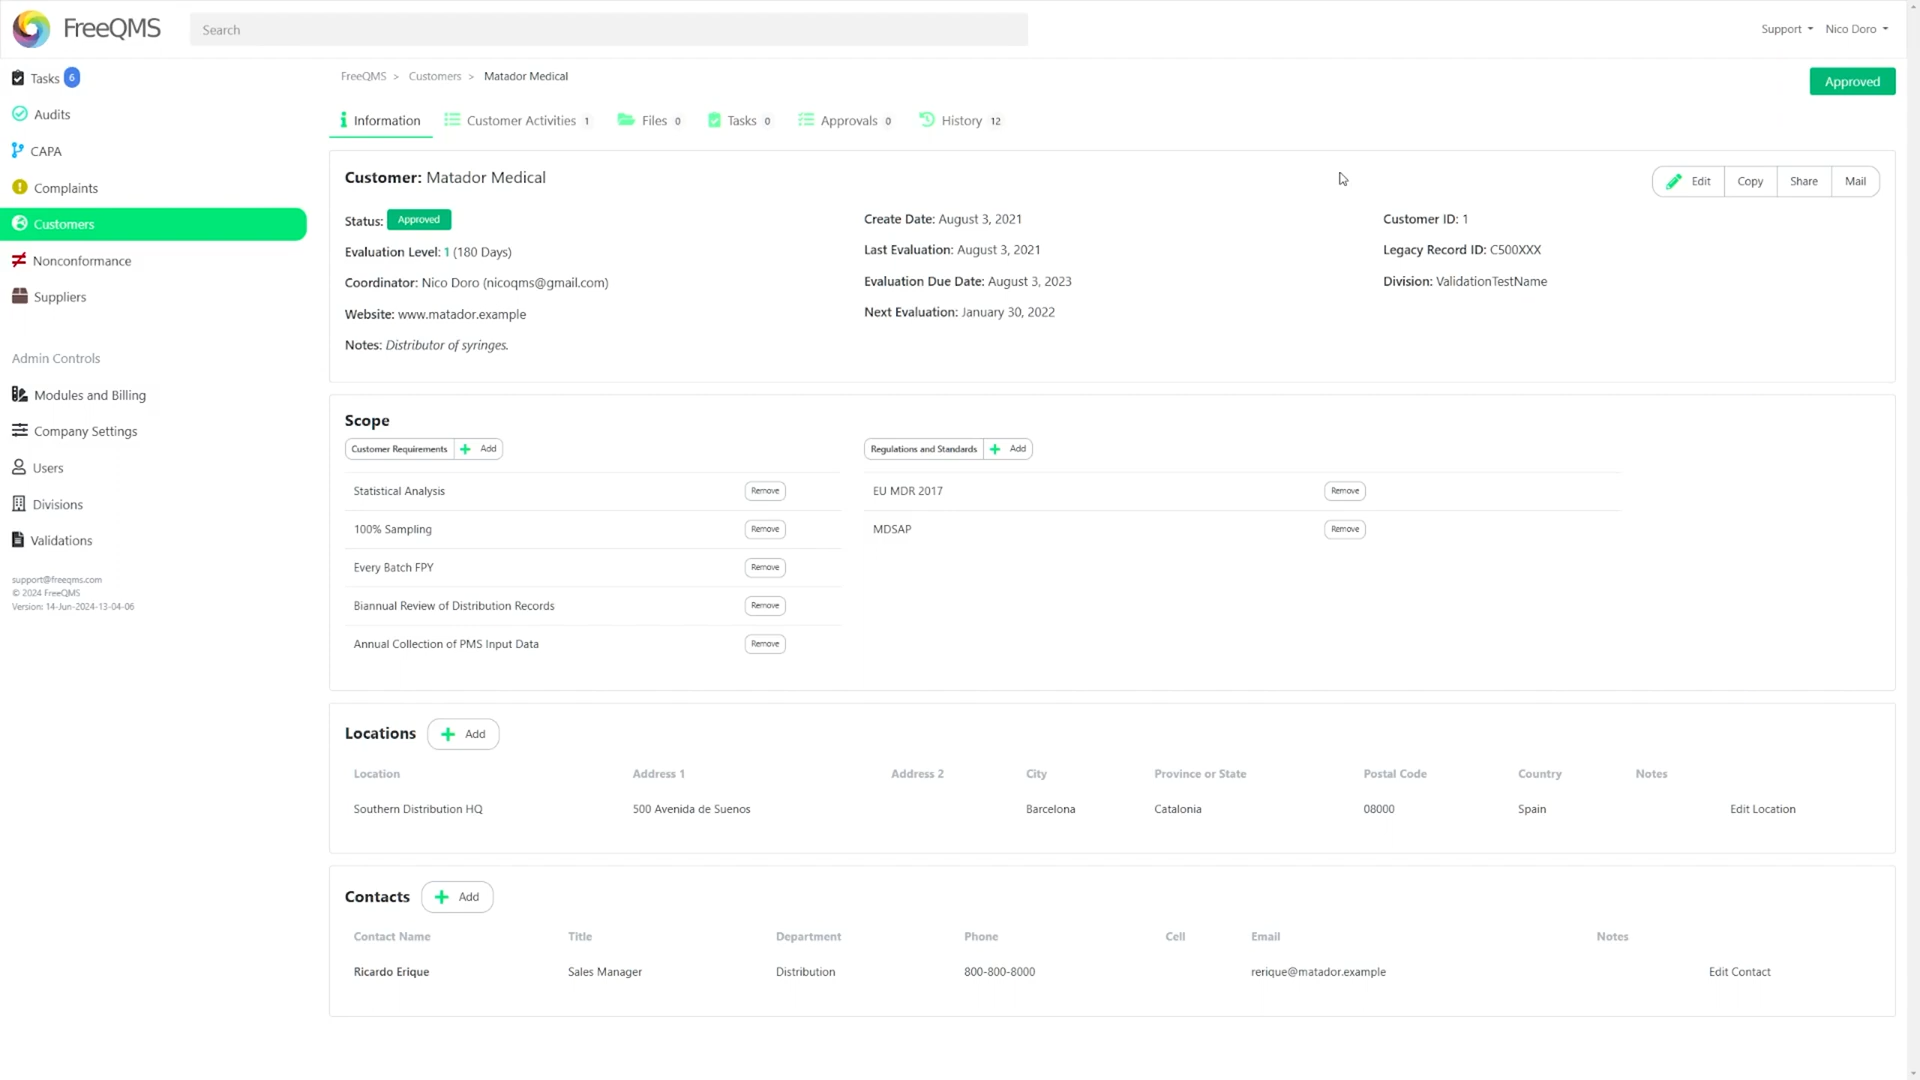 FreeQMS
Search
Support
Nico Doro
Tasks 6
Audits
CAPA
Complaints
Customers
Nonconformance
Suppliers
Admin Controls
Modules and Billing
Company Settings
Users
Divisions
Validations
support@freeqms.com
© 2024 FreeQMS
Version: 14-Jun-2024-13-04-06
FreeQMS > Customers > Matador Medical
Approved
Information
Customer Activities 1
Files 0
Tasks 0
Approvals 0
History 12
Customer: Matador Medical
Edit Copy Share Mail
Status: Approved
Evaluation Level: 1 (180 Days)
Coordinator: Nico Doro (nicoqms@gmail.com)
Website: www.matador.example
Notes: Distributor of syringes.
Create Date: August 3, 2021
Last Evaluation: August 3, 2021
Evaluation Due Date: August 3, 2023
Next Evaluation: January 30, 2022
Customer ID: 1
Legacy Record ID: C500XXX
Division: ValidationTestName
Scope
Customer Requirements + Add
Statistical Analysis Remove
100% Sampling Remove
Every Batch FPY Remove
Biannual Review of Distribution Records Remove
Annual Collection of PMS Input Data Remove
Regulations and Standards + Add
EU MDR 2017 Remove
MDSAP Remove
Locations + Add
Location Address 1 Address 2 City Province or State Postal Code Country Notes
Southern Distribution HQ 500 Avenida de Suenos Barcelona Catalonia 08000 Spain Edit Location
Contacts + Add
Contact Name Title Department Phone Cell Email Notes
Ricardo Erique Sales Manager Distribution 800-800-8000 rerique@matador.example Edit Contact